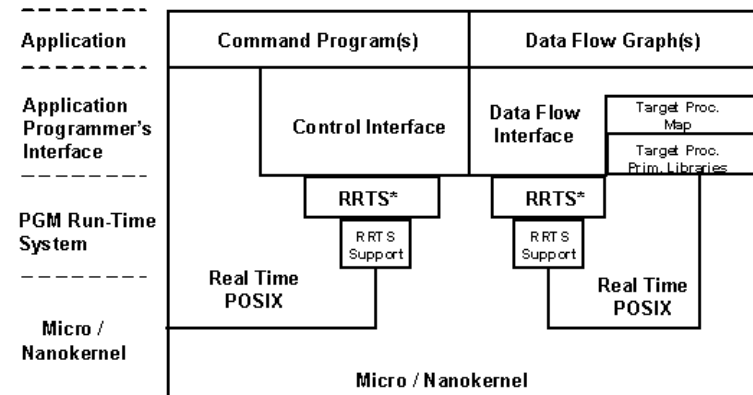 Application
Command Program(s)
Data Flow Graph(s)
Application
Programmer's
Interface
Control Interface
Data Flow
Interface
Target Proc.
Map
Target Proc.
Prim. Libraries
PGM Run-Time
System
RRTS*
RRTS
Support
RRTS*
RRTS
Support
Real Time
POSIX
Real Time
POSIX
Micro /
Nanokernel
Micro / Nanokernel